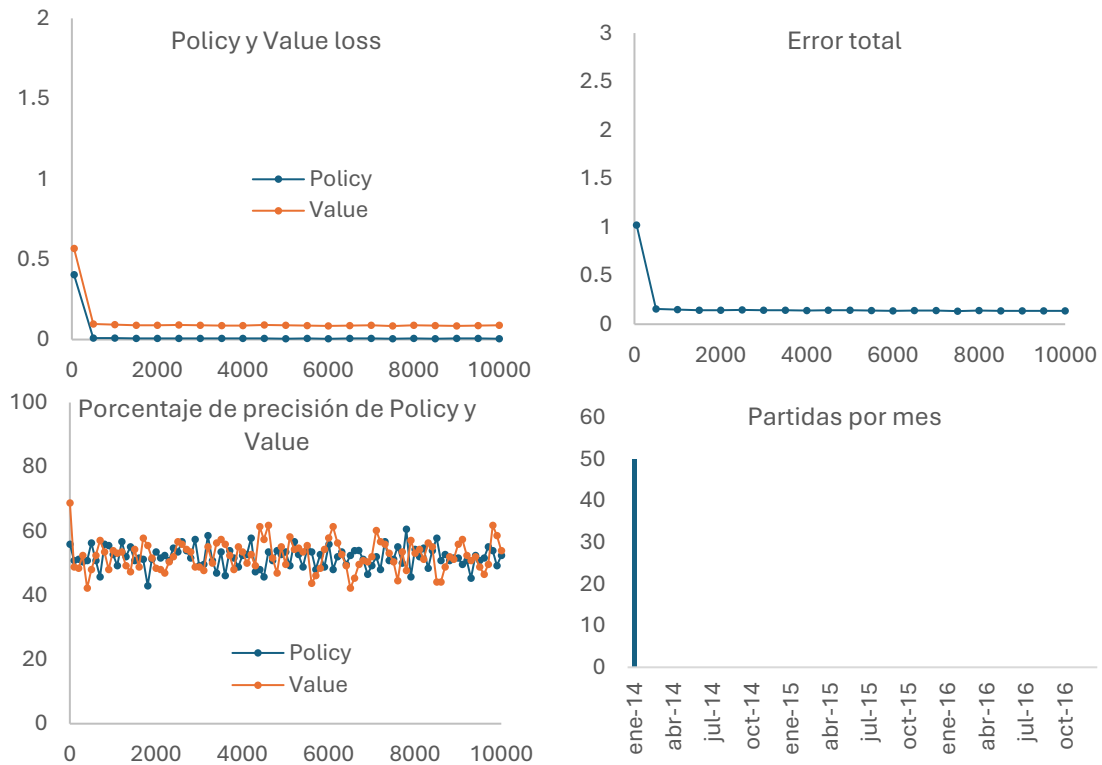 Policy y Value loss
2
1.5
1
0.5
0
Policy
Value
0 2000 4000 6000 8000 10000
Error total
3
2.5
2
1.5
1
0.5
0
0 2000 4000 6000 8000 10000
Porcentaje de precisión de Policy y
Value
100
80
60
40
20
0
Policy
Value
0 2000 4000 6000 8000 10000
Partidas por mes
60
50
40
30
20
10
0
ene-14
abr-14
jul-14
oct-14
ene-15
abr-15
jul-15
oct-15
ene-16
abr-16
jul-16
oct-16